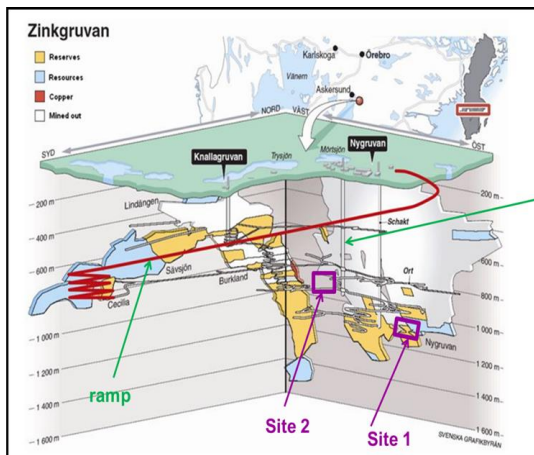 Zinkgruvan
Reserves
Resources
Copper
Mined out
Karlskoga
Örebro
Vänern
Askersund
NORD
VÄST
SYD
ÖST
Knallagruvan
Trysjön
Mörtsjön
Nygruvan
Lindängen
Schakt
Sävsjön
Burkland
Ort
Cecilia
Nygruvan
— 200 m —
— 400 m —
— 600 m —
— 800 m —
— 1 000 m —
— 1 200 m —
— 1 400 m —
— 1 600 m —
200 m —
400 m —
600 m —
800 m —
1 000 m —
1 200 m —
1 400 m —
1 600 m —
ramp
Site 2
Site 1
SVENSKA GRAFIKBYRÅN